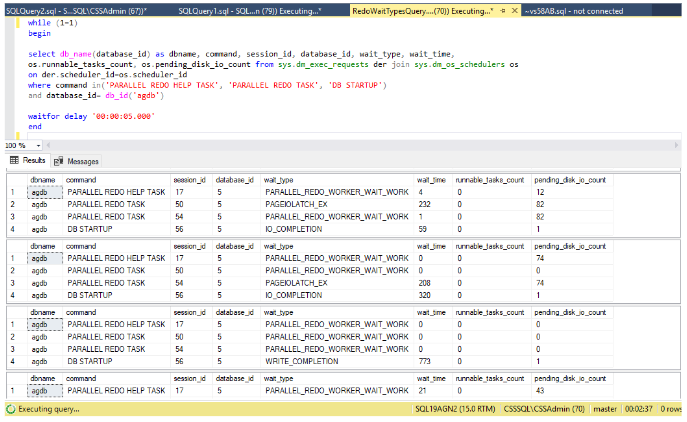 SQLQuery2.sql - S...SQL\CSSAdmin (67))* SQLQuery1.sql - SQL...n (79)) Executing... RedoWaitTypesQuery....(70)) Executing...* ~vs58AB.sql - not connected
while (1=1)
begin
select db_name(database_id) as dbname, command, session_id, database_id, wait_type, wait_time,
os.runnable_tasks_count, os.pending_disk_io_count from sys.dm_exec_requests der join sys.dm_os_schedulers os
on der.scheduler_id=os.scheduler_id
where command in('PARALLEL REDO HELP TASK', 'PARALLEL REDO TASK', 'DB STARTUP')
and database_id= db_id('agdb')
waitfor delay '00:00:05.000'
end
100 %
Results Messages
dbname command session_id database_id wait_type wait_time runnable_tasks_count pending_disk_io_count
1 agdb PARALLEL REDO HELP TASK 17 5 PARALLEL_REDO_WORKER_WAIT_WORK 4 0 12
2 agdb PARALLEL REDO TASK 50 5 PAGEIOLATCH_EX 232 0 82
3 agdb PARALLEL REDO TASK 54 5 PARALLEL_REDO_WORKER_WAIT_WORK 1 0 82
4 agdb DB STARTUP 56 5 IO_COMPLETION 59 0 1
dbname command session_id database_id wait_type wait_time runnable_tasks_count pending_disk_io_count
1 agdb PARALLEL REDO HELP TASK 17 5 PARALLEL_REDO_WORKER_WAIT_WORK 0 0 74
2 agdb PARALLEL REDO TASK 50 5 PARALLEL_REDO_WORKER_WAIT_WORK 0 0 0
3 agdb PARALLEL REDO TASK 54 5 PAGEIOLATCH_EX 208 0 74
4 agdb DB STARTUP 56 5 IO_COMPLETION 320 0 1
dbname command session_id database_id wait_type wait_time runnable_tasks_count pending_disk_io_count
1 agdb PARALLEL REDO HELP TASK 17 5 PARALLEL_REDO_WORKER_WAIT_WORK 0 0 0
2 agdb PARALLEL REDO TASK 50 5 PARALLEL_REDO_WORKER_WAIT_WORK 0 0 0
3 agdb PARALLEL REDO TASK 54 5 PARALLEL_REDO_WORKER_WAIT_WORK 0 0 0
4 agdb DB STARTUP 56 5 WRITE_COMPLETION 773 0 1
dbname command session_id database_id wait_type wait_time runnable_tasks_count pending_disk_io_count
1 agdb PARALLEL REDO HELP TASK 17 5 PARALLEL_REDO_WORKER_WAIT_WORK 21 0 43
Executing query... SQL19AGN2 (15.0 RTM) CSSSQL\CSSAdmin (70) master 00:02:37 0 rows